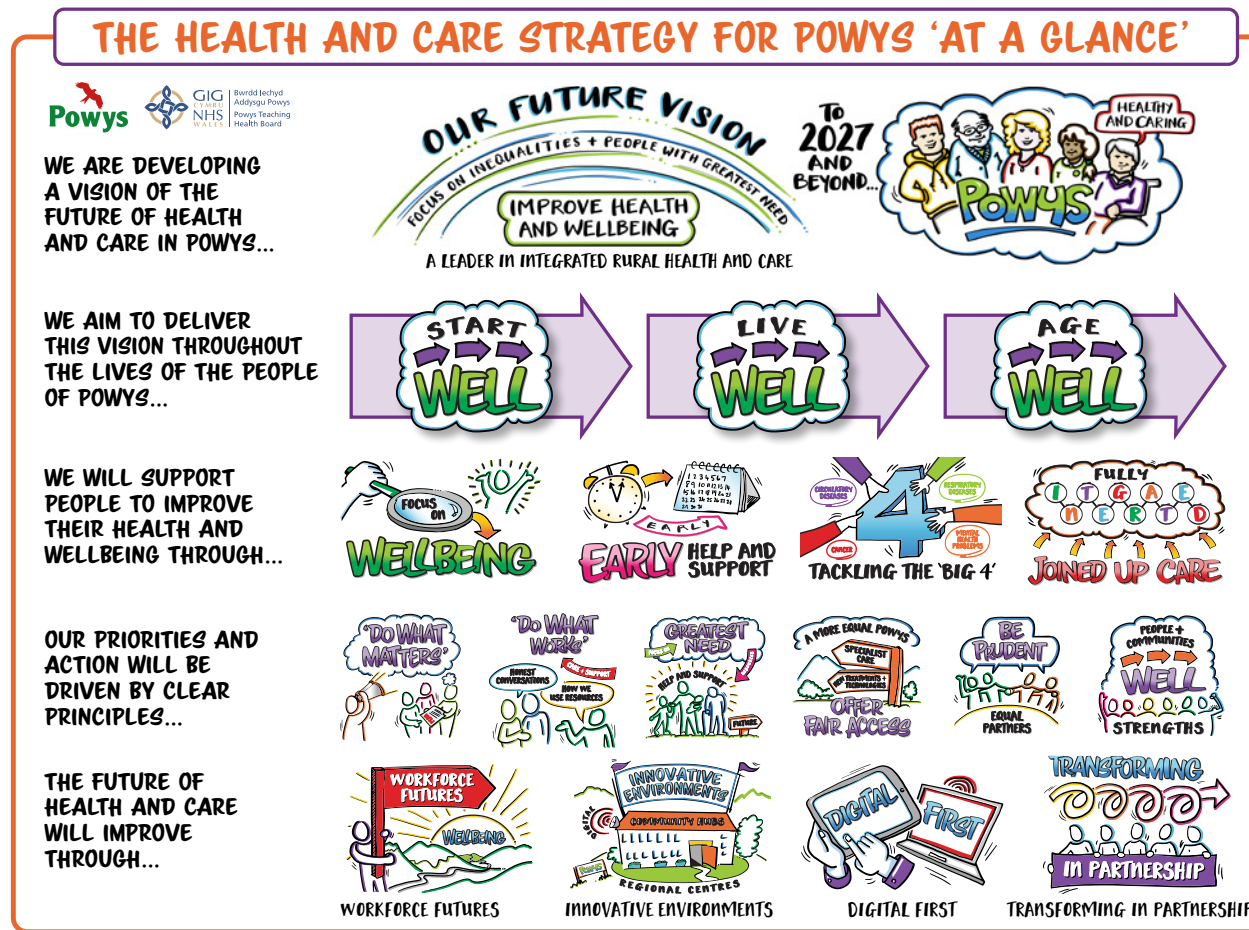 THE HEALTH AND CARE STRATEGY FOR POWYS ‘AT A GLANCE’
Powys
GIG
CYMRU
NHS
WALES
Bwrdd Iechyd
Addysgu Powys
Powys Teaching
Health Board
WE ARE DEVELOPING
A VISION OF THE
FUTURE OF HEALTH
AND CARE IN POWYS...
OUR FUTURE VISION
FOCUS ON INEQUALITIES + PEOPLE WITH GREATEST NEED
IMPROVE HEALTH
AND WELLBEING
A LEADER IN INTEGRATED RURAL HEALTH AND CARE
TO
2027
AND
BEYOND...
HEALTHY
AND CARING
POWYS
WE AIM TO DELIVER
THIS VISION THROUGHOUT
THE LIVES OF THE PEOPLE
OF POWYS...
START
WELL
LIVE
WELL
AGE
WELL
WE WILL SUPPORT
PEOPLE TO IMPROVE
THEIR HEALTH AND
WELLBEING THROUGH...
FOCUS
ON
WELLBEING
EARLY
EARLY HELP AND
SUPPORT
CIRCULATORY
DISEASES
RESPIRATORY
DISEASES
4
CANCER
MENTAL
HEALTH
PROBLEMS
TACKLING THE ‘BIG 4’
FULLY
I T G A E
N E R T D
JOINED UP CARE
OUR PRIORITIES AND
ACTION WILL BE
DRIVEN BY CLEAR
PRINCIPLES...
‘DO WHAT
MATTERS’
‘DO WHAT
WORKS’
HONEST
CONVERSATIONS
CARE + SUPPORT
HOW WE
USE RESOURCES
GREATEST
NEED
FOCUS ON
HELP AND SUPPORT
FUTURE
A MORE EQUAL POWYS
SPECIALIST
CARE
NEW TREATMENTS +
TECHNOLOGIES
OFFER
FAIR ACCESS
BE
PRUDENT
EQUAL
PARTNERS
PEOPLE +
COMMUNITIES
WELL
STRENGTHS
THE FUTURE OF
HEALTH AND CARE
WILL IMPROVE
THROUGH...
WORKFORCE
FUTURES
WELLBEING
WORKFORCE FUTURES
INNOVATIVE
ENVIRONMENTS
DIGITAL
COMMUNITY HUBS
REGIONAL CENTRES
INNOVATIVE ENVIRONMENTS
DIGITAL
FIRST
DIGITAL FIRST
TRANSFORMING
IN PARTNERSHIP
TRANSFORMING IN PARTNERSHIP